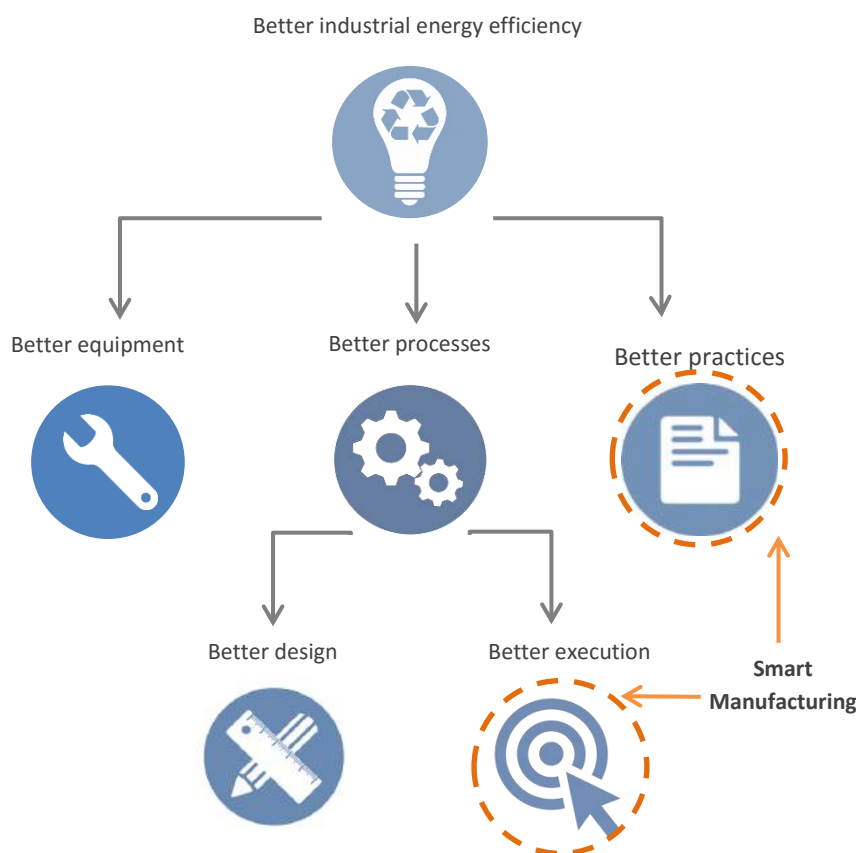 Better industrial energy efficiency
Better equipment
Better processes
Better practices
Better design
Better execution
Smart
Manufacturing